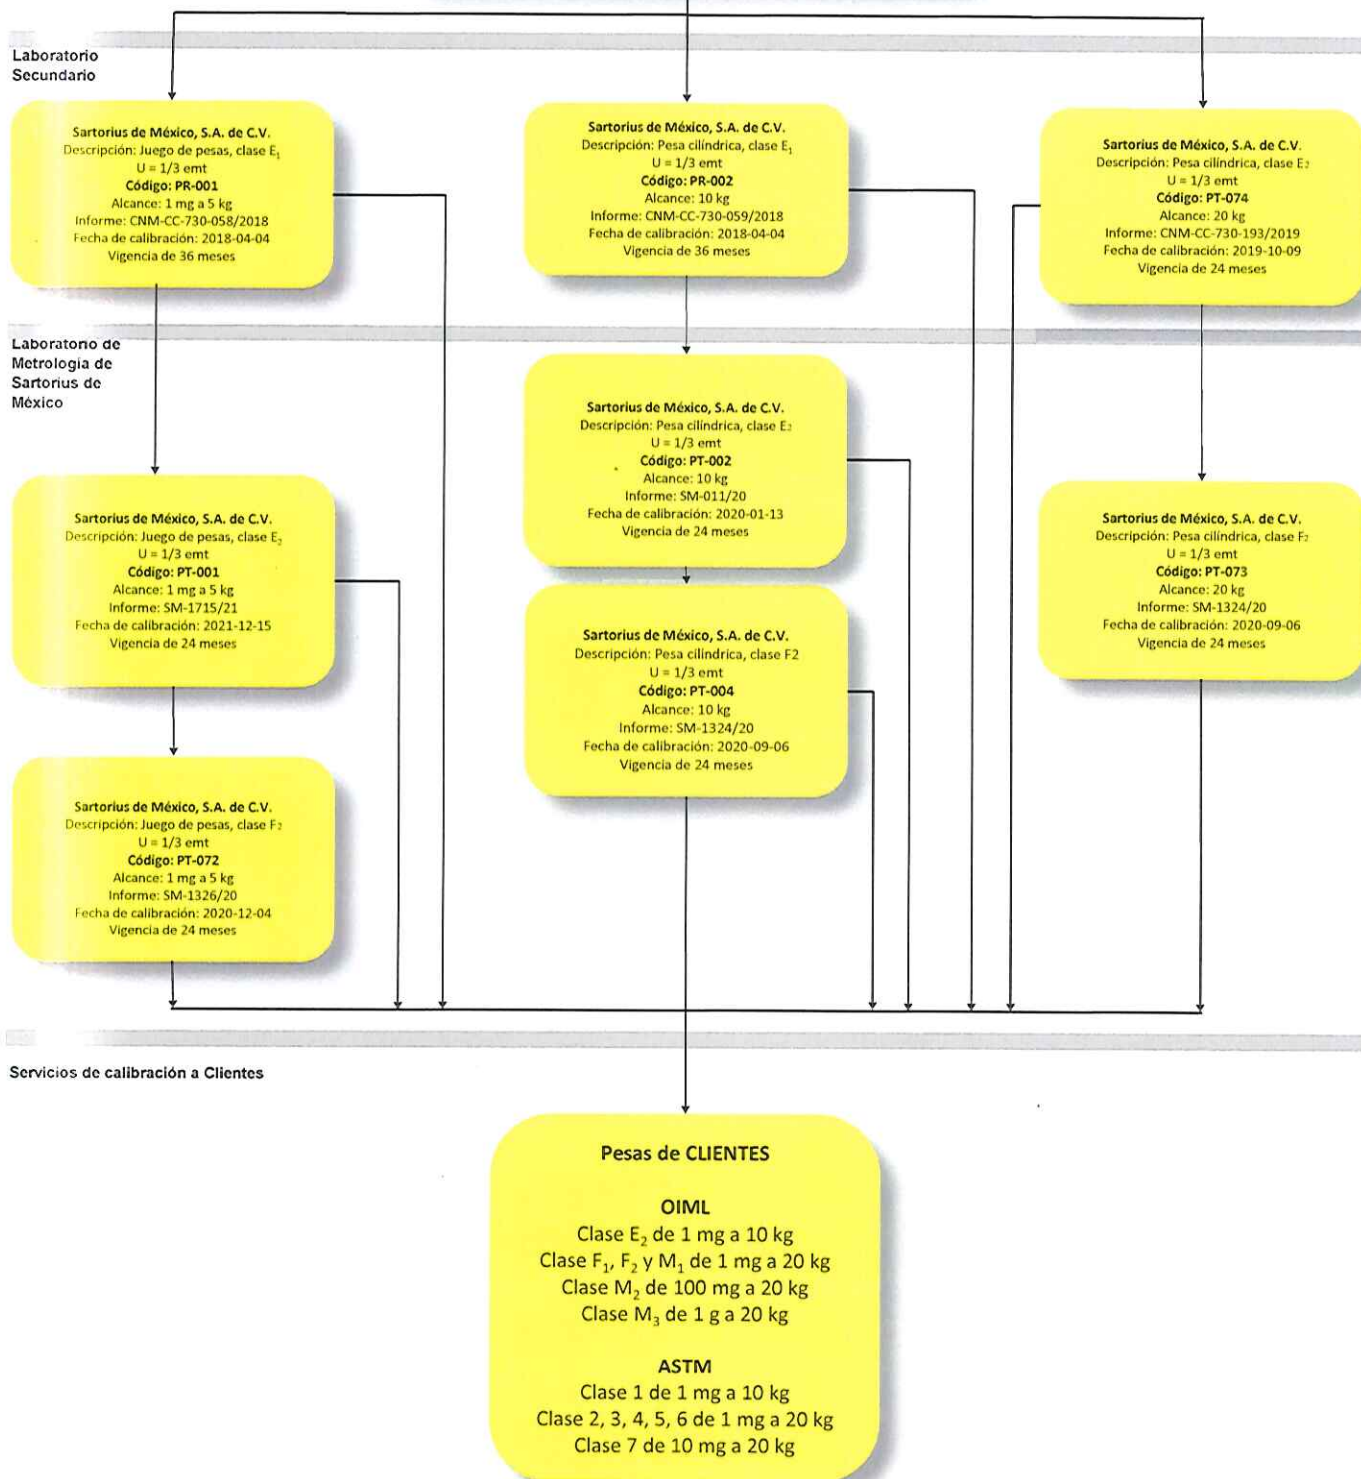 Laboratorio
Secundario
Sartorius de México, S.A. de C.V.
Descripción: Juego de pesas, clase E₁
U = 1/3 emt
Código: PR-001
Alcance: 1 mg a 5 kg
Informe: CNM-CC-730-058/2018
Fecha de calibración: 2018-04-04
Vigencia de 36 meses
Sartorius de México, S.A. de C.V.
Descripción: Pesa cilíndrica, clase E₁
U = 1/3 emt
Código: PR-002
Alcance: 10 kg
Informe: CNM-CC-730-059/2018
Fecha de calibración: 2018-04-04
Vigencia de 36 meses
Sartorius de México, S.A. de C.V.
Descripción: Pesa cilíndrica, clase E₂
U = 1/3 emt
Código: PT-074
Alcance: 20 kg
Informe: CNM-CC-730-193/2019
Fecha de calibración: 2019-10-09
Vigencia de 24 meses
Laboratorio de
Metrología de
Sartorius de
México
Sartorius de México, S.A. de C.V.
Descripción: Juego de pesas, clase E₂
U = 1/3 emt
Código: PT-001
Alcance: 1 mg a 5 kg
Informe: SM-1715/21
Fecha de calibración: 2021-12-15
Vigencia de 24 meses
Sartorius de México, S.A. de C.V.
Descripción: Pesa cilíndrica, clase E₂
U = 1/3 emt
Código: PT-002
Alcance: 10 kg
Informe: SM-011/20
Fecha de calibración: 2020-01-13
Vigencia de 24 meses
Sartorius de México, S.A. de C.V.
Descripción: Pesa cilíndrica, clase F₂
U = 1/3 emt
Código: PT-073
Alcance: 20 kg
Informe: SM-1324/20
Fecha de calibración: 2020-09-06
Vigencia de 24 meses
Sartorius de México, S.A. de C.V.
Descripción: Pesa cilíndrica, clase F2
U = 1/3 emt
Código: PT-004
Alcance: 10 kg
Informe: SM-1324/20
Fecha de calibración: 2020-09-06
Vigencia de 24 meses
Sartorius de México, S.A. de C.V.
Descripción: Juego de pesas, clase F₂
U = 1/3 emt
Código: PT-072
Alcance: 1 mg a 5 kg
Informe: SM-1326/20
Fecha de calibración: 2020-12-04
Vigencia de 24 meses
Servicios de calibración a Clientes
Pesas de CLIENTES
OIML
Clase E₂ de 1 mg a 10 kg
Clase F₁, F₂ y M₁ de 1 mg a 20 kg
Clase M₂ de 100 mg a 20 kg
Clase M₃ de 1 g a 20 kg
ASTM
Clase 1 de 1 mg a 10 kg
Clase 2, 3, 4, 5, 6 de 1 mg a 20 kg
Clase 7 de 10 mg a 20 kg